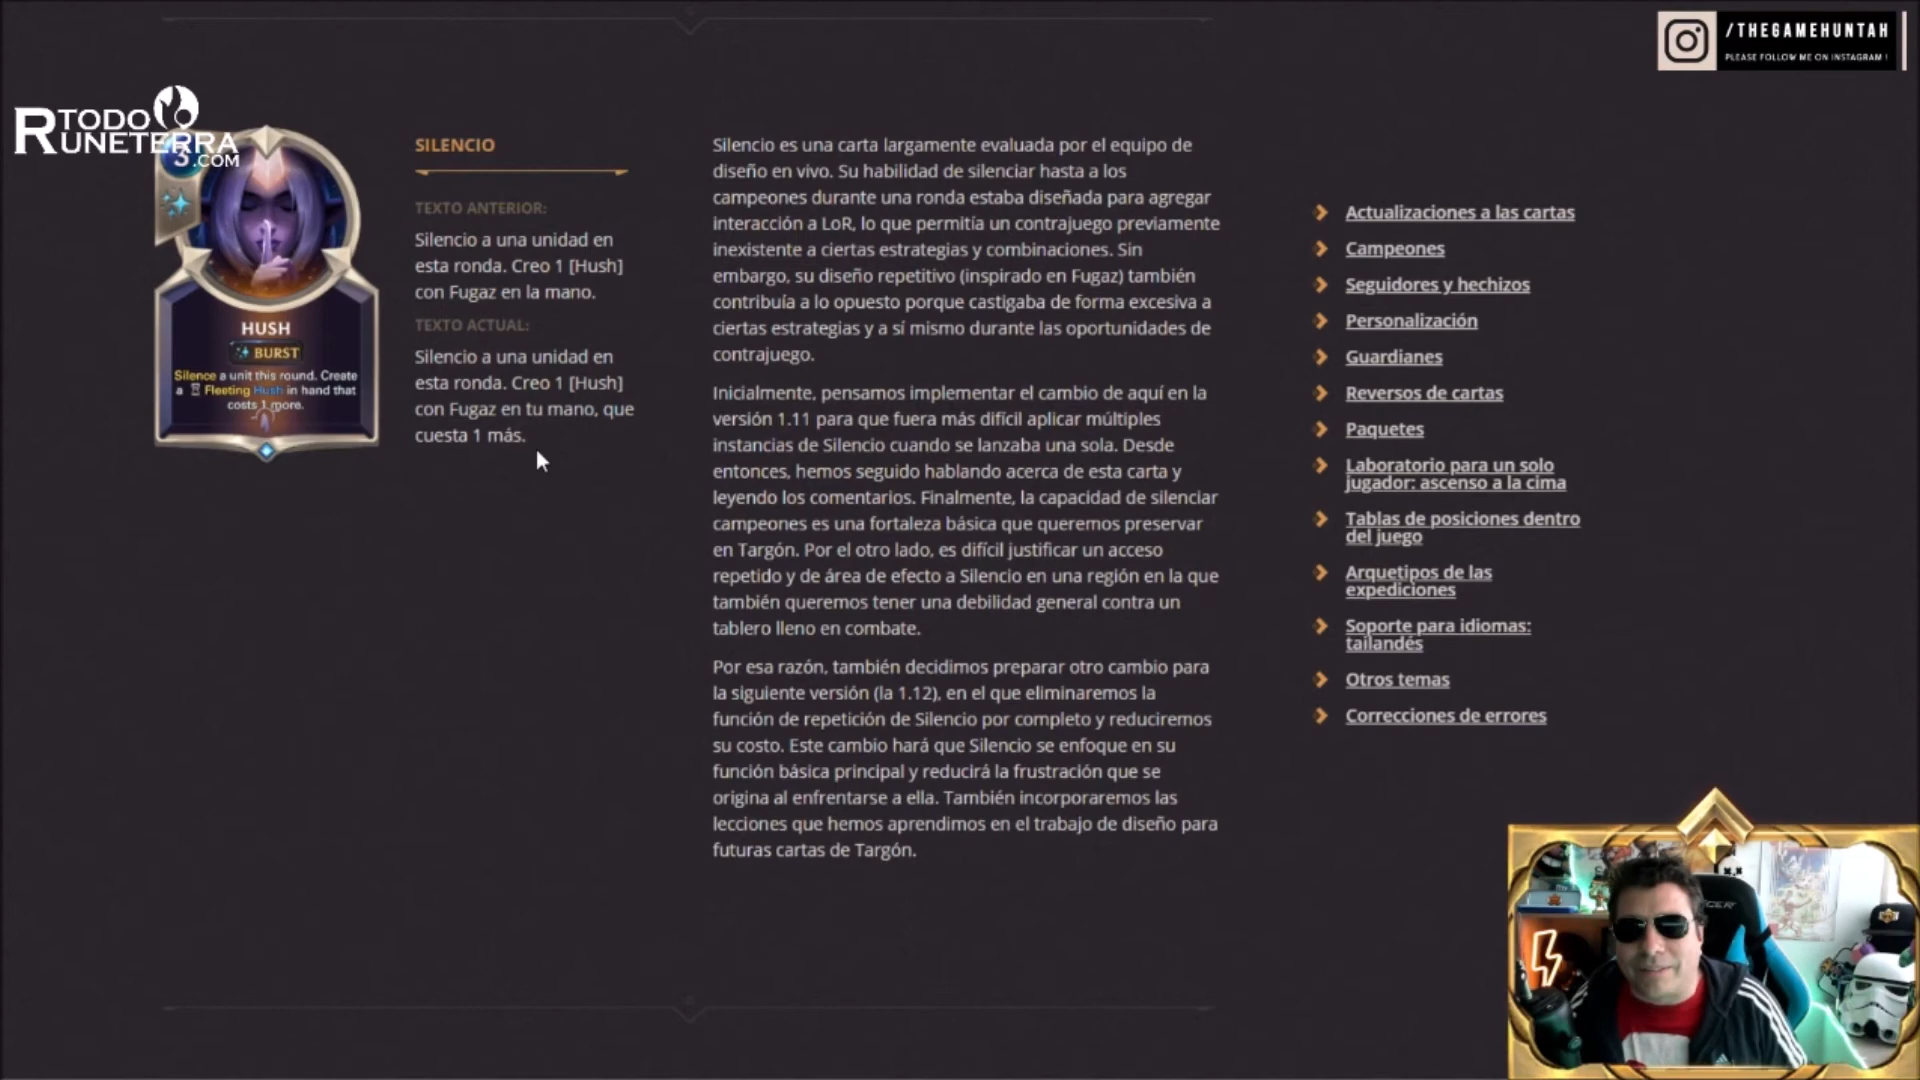 /THEGAMEHUNTAH
PLEASE FOLLOW ME ON INSTAGRAM !
TODO
RUNETERRA
.COM
3
HUSH
BURST
Silence a unit this round. Create
a Fleeting Hush in hand that
costs 1 more.
SILENCIO
TEXTO ANTERIOR:
Silencio a una unidad en
esta ronda. Creo 1 [Hush]
con Fugaz en la mano.
TEXTO ACTUAL:
Silencio a una unidad en
esta ronda. Creo 1 [Hush]
con Fugaz en tu mano, que
cuesta 1 más.
Silencio es una carta largamente evaluada por el equipo de
diseño en vivo. Su habilidad de silenciar hasta a los
campeones durante una ronda estaba diseñada para agregar
interacción a LoR, lo que permitía un contrajuego previamente
inexistente a ciertas estrategias y combinaciones. Sin
embargo, su diseño repetitivo (inspirado en Fugaz) también
contribuía a lo opuesto porque castigaba de forma excesiva a
ciertas estrategias y a sí mismo durante las oportunidades de
contrajuego.
Inicialmente, pensamos implementar el cambio de aquí en la
versión 1.11 para que fuera más difícil aplicar múltiples
instancias de Silencio cuando se lanzaba una sola. Desde
entonces, hemos seguido hablando acerca de esta carta y
leyendo los comentarios. Finalmente, la capacidad de silenciar
campeones es una fortaleza básica que queremos preservar
en Targón. Por el otro lado, es difícil justificar un acceso
repetido y de área de efecto a Silencio en una región en la que
también queremos tener una debilidad general contra un
tablero lleno en combate.
Por esa razón, también decidimos preparar otro cambio para
la siguiente versión (la 1.12), en el que eliminaremos la
función de repetición de Silencio por completo y reduciremos
su costo. Este cambio hará que Silencio se enfoque en su
función básica principal y reducirá la frustración que se
origina al enfrentarse a ella. También incorporaremos las
lecciones que hemos aprendimos en el trabajo de diseño para
futuras cartas de Targón.
Actualizaciones a las cartas
Campeones
Seguidores y hechizos
Personalización
Guardianes
Reversos de cartas
Paquetes
Laboratorio para un solo
jugador: ascenso a la cima
Tablas de posiciones dentro
del juego
Arquetipos de las
expediciones
Soporte para idiomas:
tailandés
Otros temas
Correcciones de errores